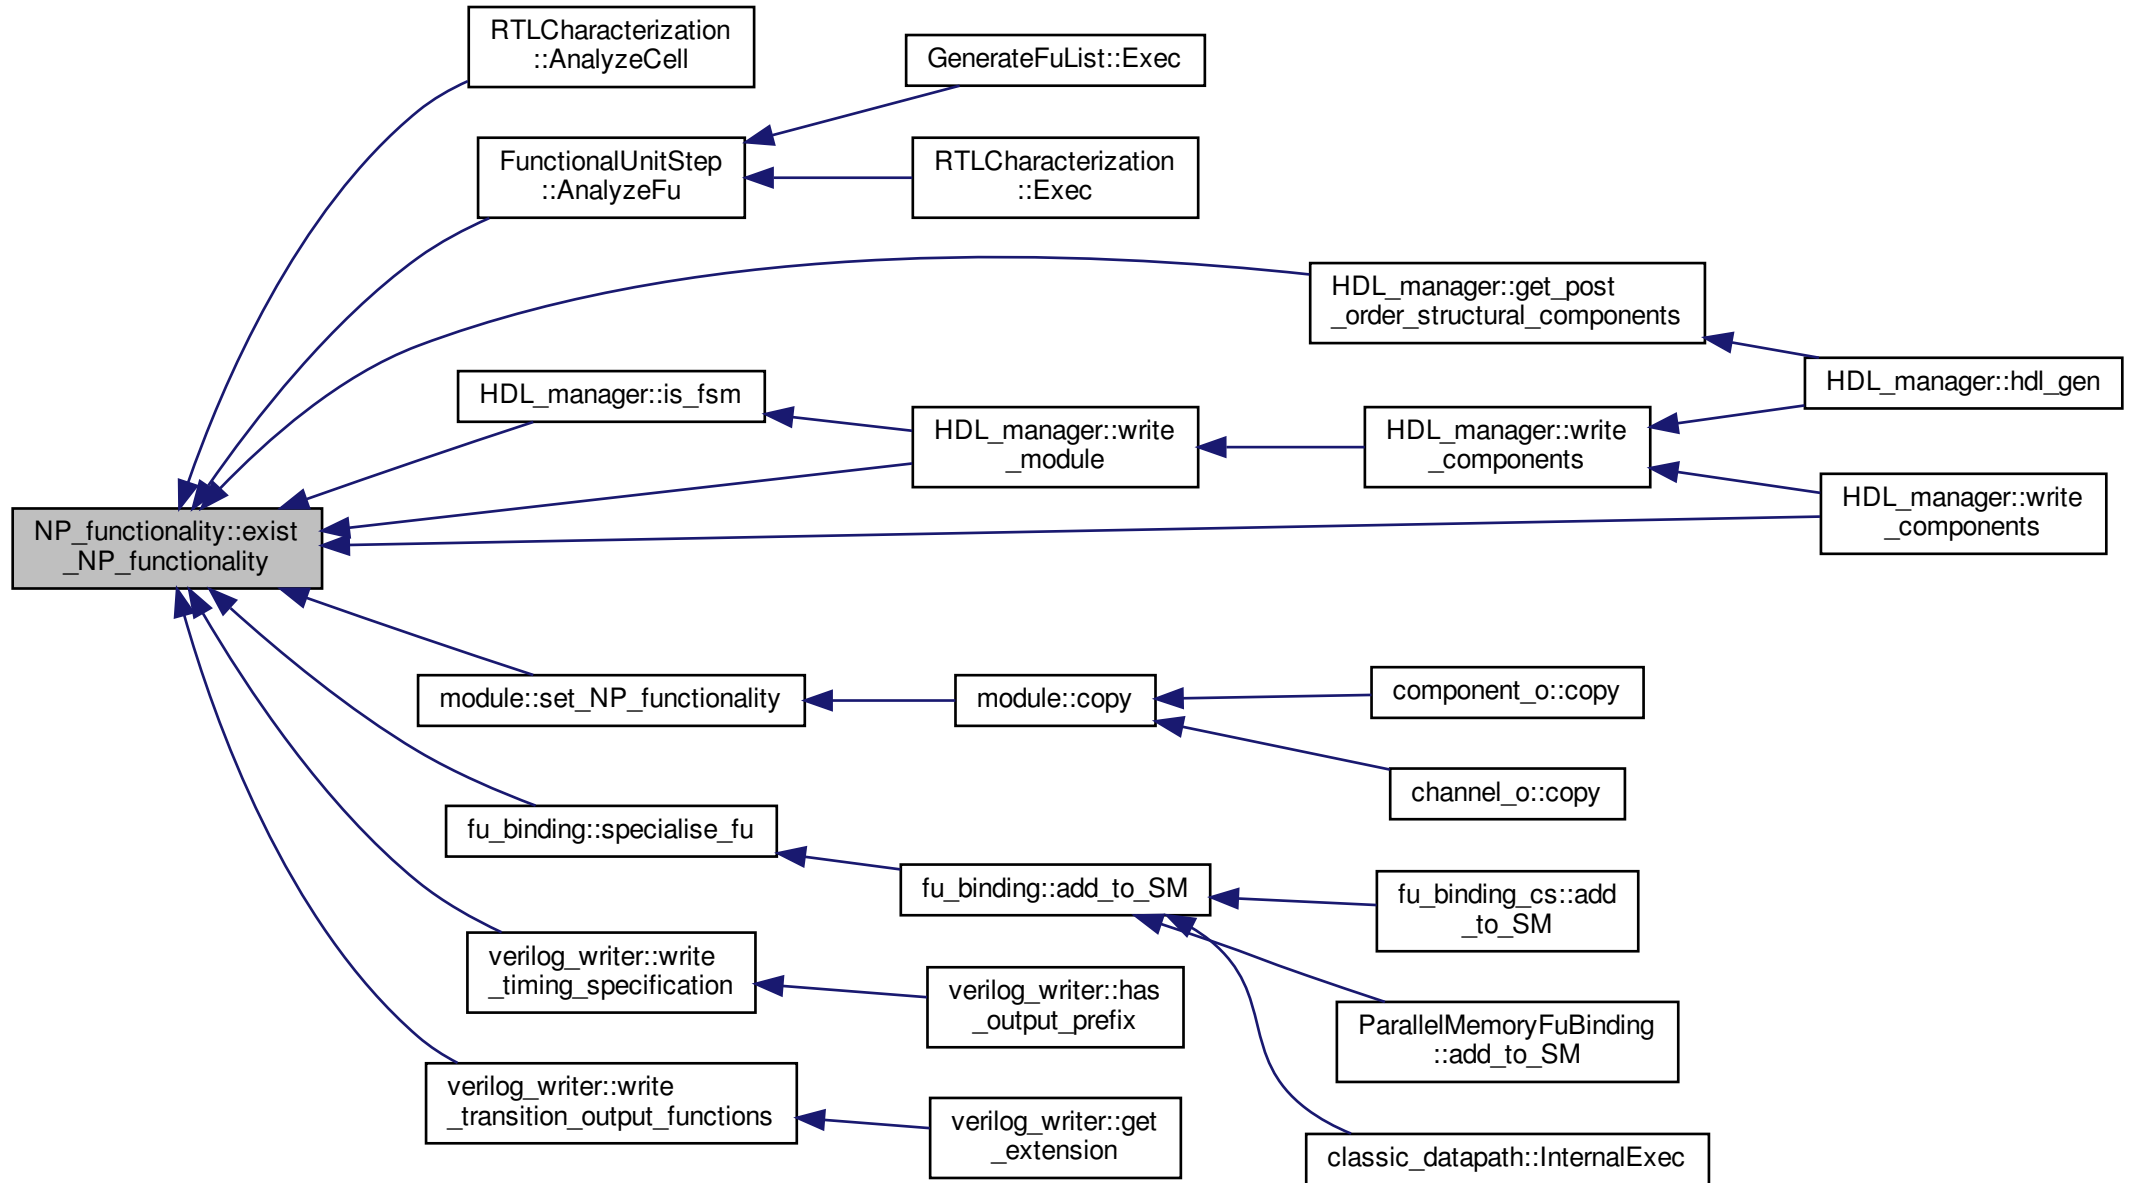 RTLCharacterization
::AnalyzeCell
GenerateFuList::Exec
FunctionalUnitStep
::AnalyzeFu
RTLCharacterization
::Exec
HDL_manager::get_post
_order_structural_components
HDL_manager::is_fsm
HDL_manager::write
_module
HDL_manager::write
_components
HDL_manager::hdl_gen
HDL_manager::write
_components
NP_functionality::exist
_NP_functionality
module::set_NP_functionality
module::copy
component_o::copy
channel_o::copy
fu_binding::specialise_fu
fu_binding::add_to_SM
fu_binding_cs::add
_to_SM
verilog_writer::write
_timing_specification
verilog_writer::has
_output_prefix
ParallelMemoryFuBinding
::add_to_SM
verilog_writer::write
_transition_output_functions
verilog_writer::get
_extension
classic_datapath::InternalExec